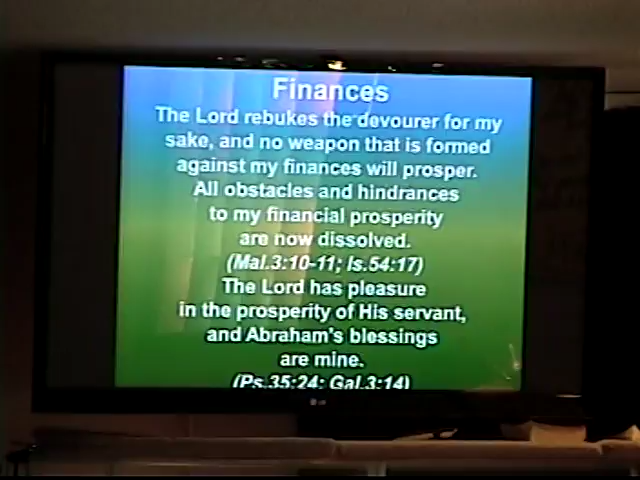 Finances
The Lord rebukes the devourer for my
sake, and no weapon that is formed
against my finances will prosper.
All obstacles and hindrances
to my financial prosperity
are now dissolved.
(Mal.3:10-11; Is.54:17)
The Lord has pleasure
in the prosperity of His servant,
and Abraham's blessings
are mine.
(Ps.35:24; Gal.3:14)
LG